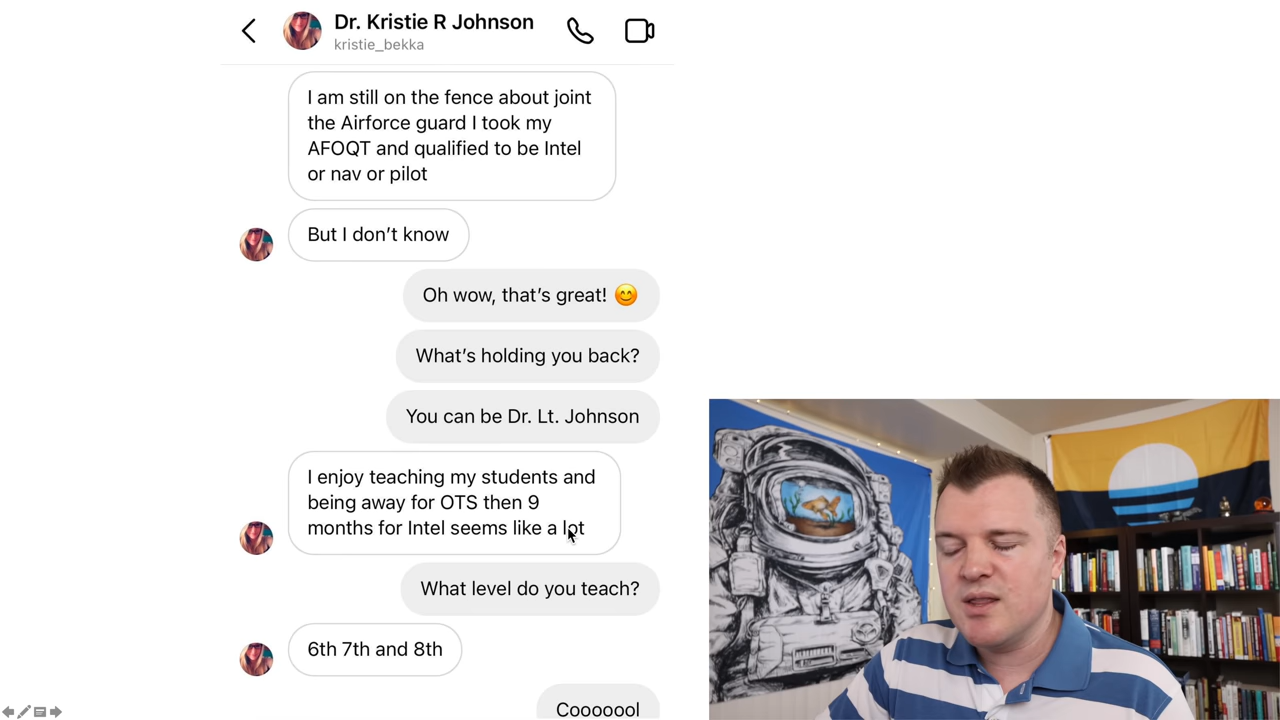 Dr. Kristie R Johnson
kristie_bekka
I am still on the fence about joint
the Airforce guard I took my
AFOQT and qualified to be Intel
or nav or pilot
But I don't know
Oh wow, that's great! 😊
What's holding you back?
You can be Dr. Lt. Johnson
I enjoy teaching my students and
being away for OTS then 9
months for Intel seems like a lot
What level do you teach?
6th 7th and 8th
Cooooool